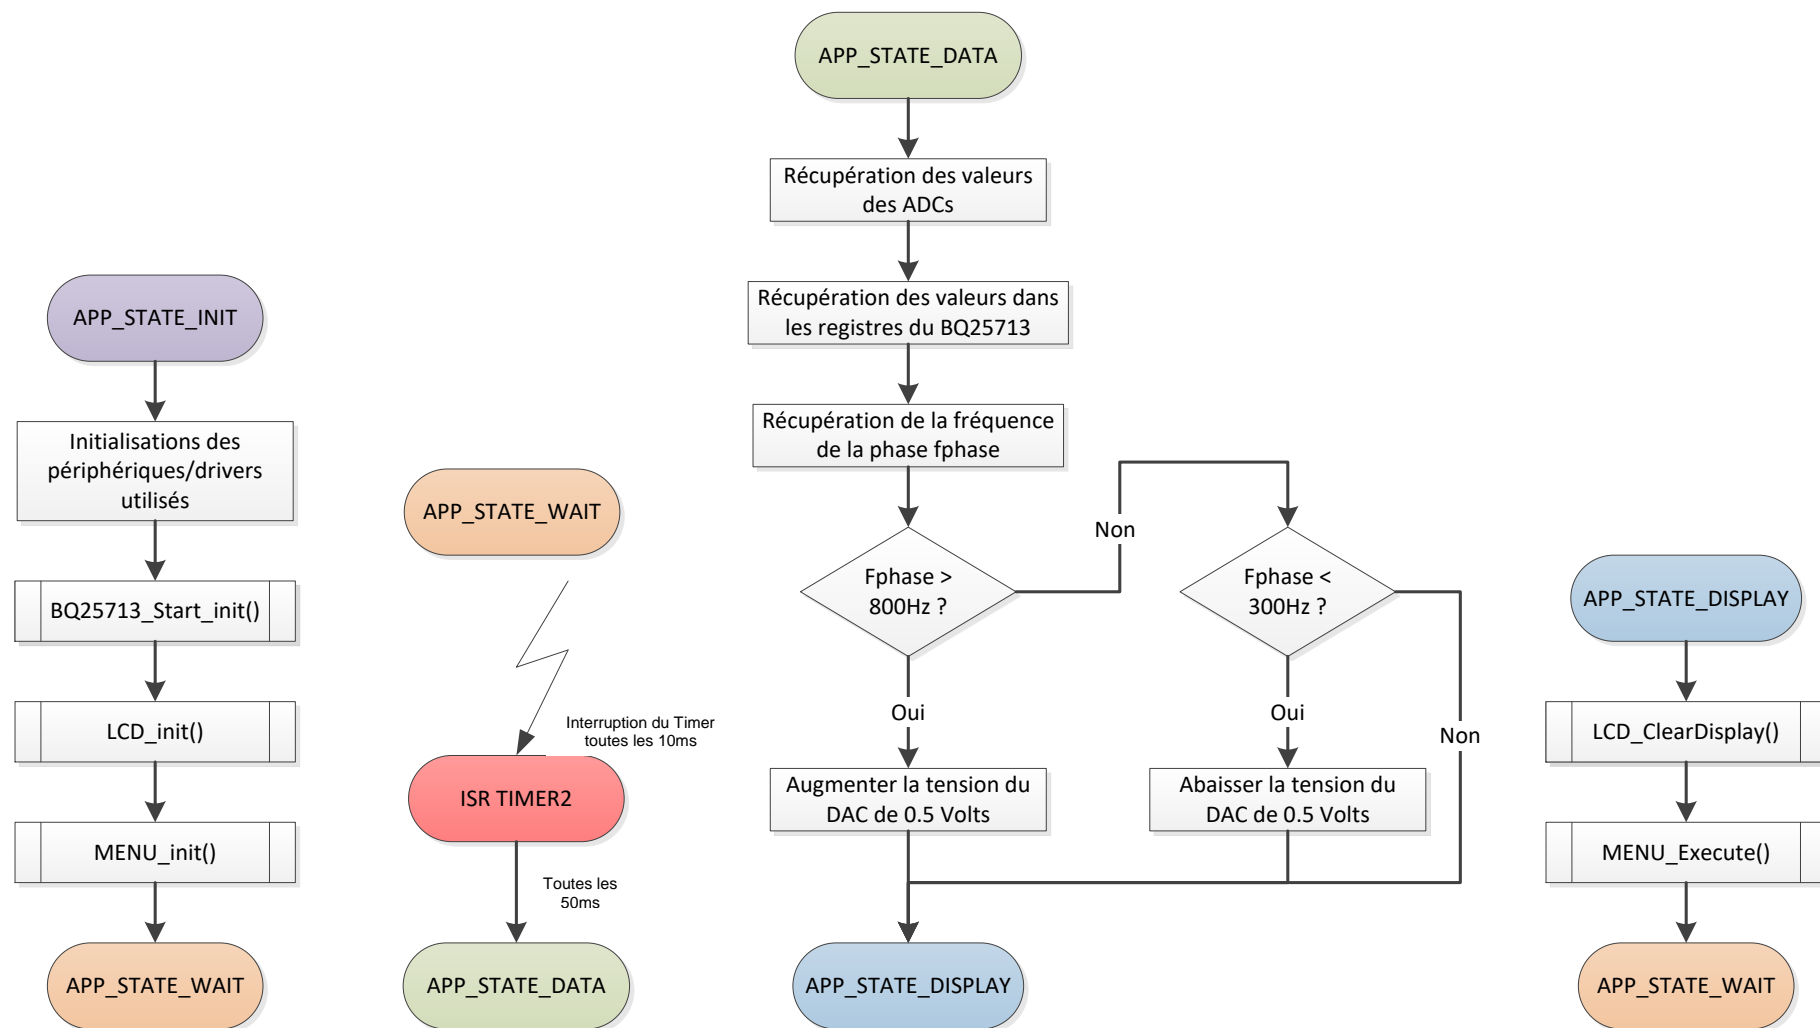 APP_STATE_INIT
Initialisations des
périphériques/drivers
utilisés
BQ25713_Start_init()
LCD_init()
MENU_init()
APP_STATE_WAIT
APP_STATE_WAIT
Interruption du Timer
toutes les 10ms
ISR TIMER2
Toutes les
50ms
APP_STATE_DATA
APP_STATE_DATA
Récupération des valeurs
des ADCs
Récupération des valeurs dans
les registres du BQ25713
Récupération de la fréquence
de la phase fphase
Fphase >
800Hz ?
Non
Oui
Augmenter la tension du
DAC de 0.5 Volts
Fphase <
300Hz ?
Non
Oui
Abaisser la tension du
DAC de 0.5 Volts
APP_STATE_DISPLAY
APP_STATE_DISPLAY
LCD_ClearDisplay()
MENU_Execute()
APP_STATE_WAIT